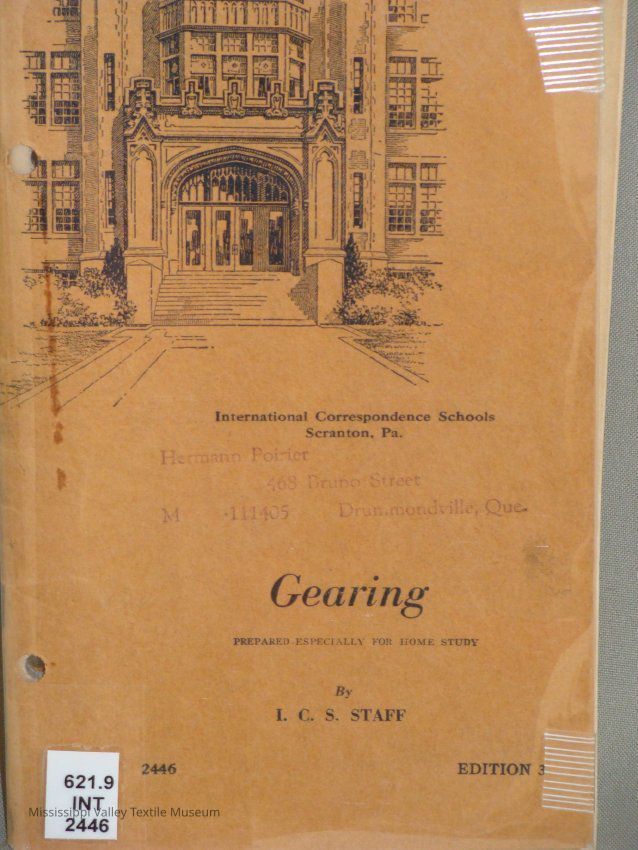 International Correspondence Schools
Scranton, Pa.
Hermann Poirier
468 Bruno Street
M 111405 Drummondville, Que.
Gearing
PREPARED ESPECIALLY FOR HOME STUDY
By
I. C. S. STAFF
2446 EDITION 3
621.9
INT
2446
Mississippi Valley Textile Museum